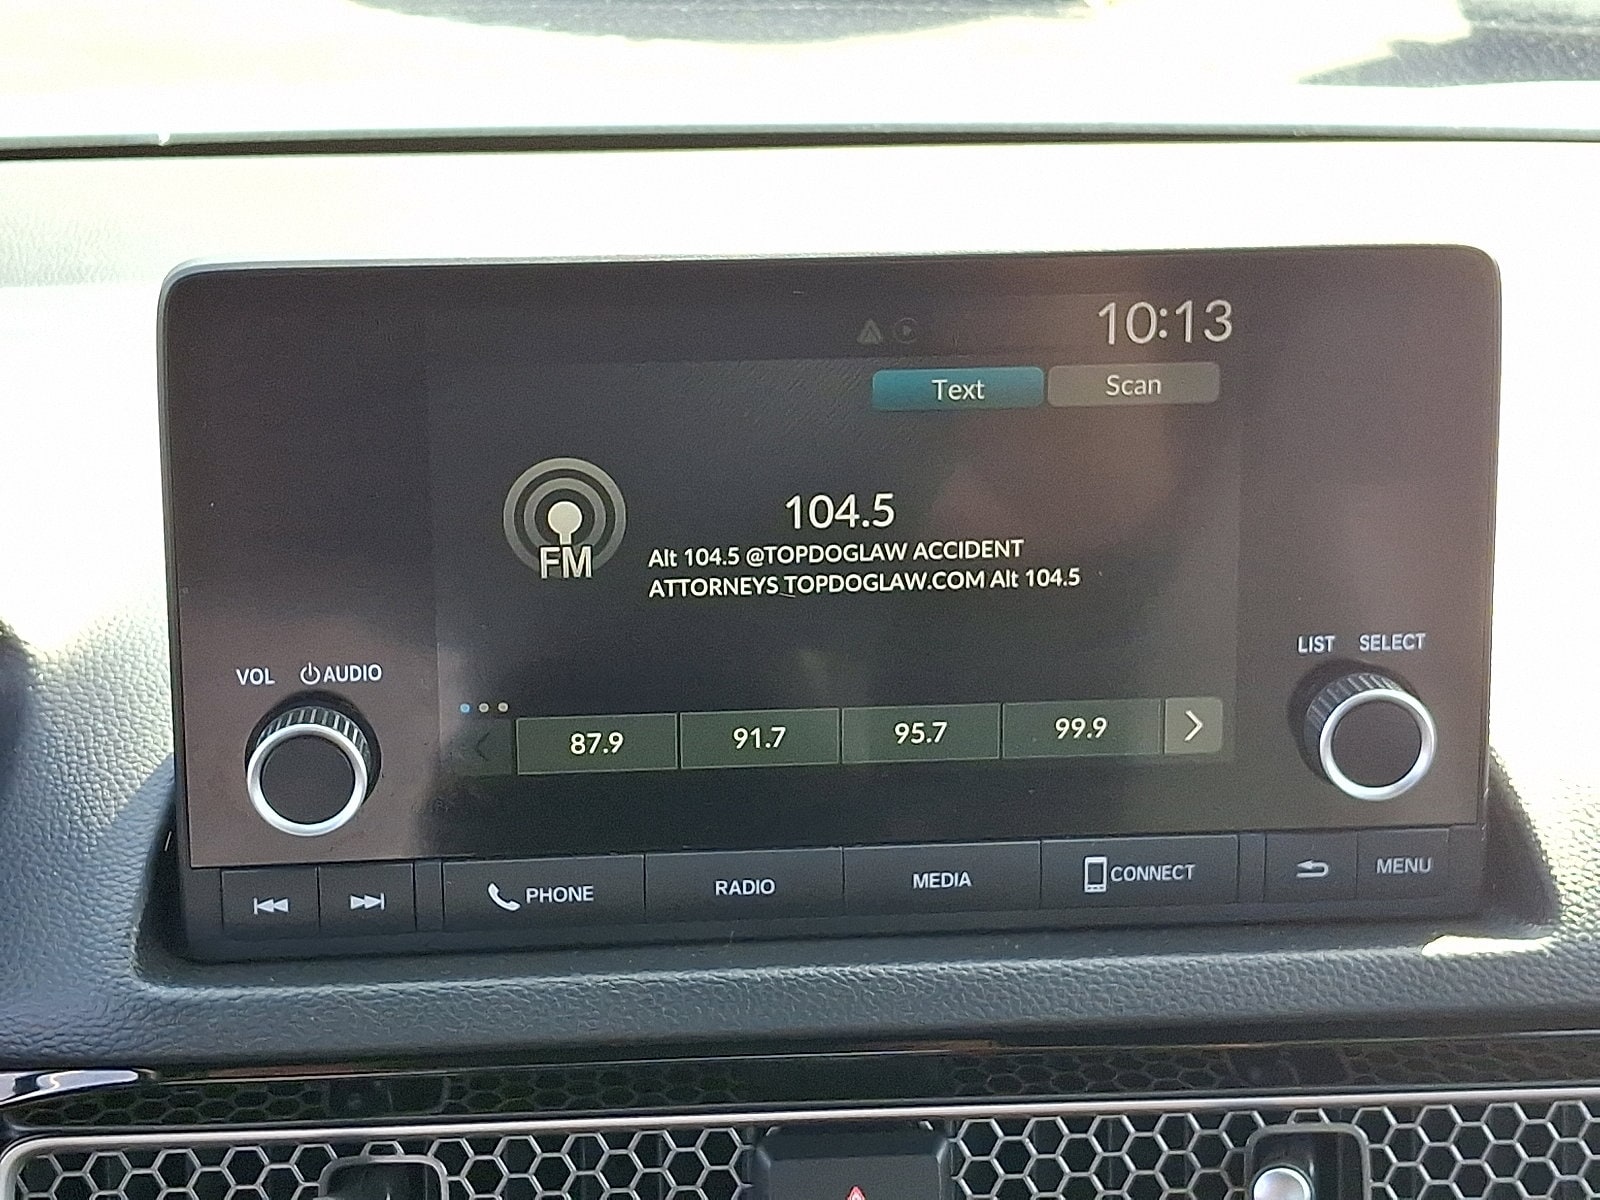 10:13
Text Scan
104.5
FM
Alt 104.5 @TOPDOGLAW ACCIDENT
ATTORNEYS TOPDOGLAW.COM Alt 104.5
LIST SELECT
VOL AUDIO
87.9 91.7 95.7 99.9
PHONE RADIO MEDIA CONNECT MENU